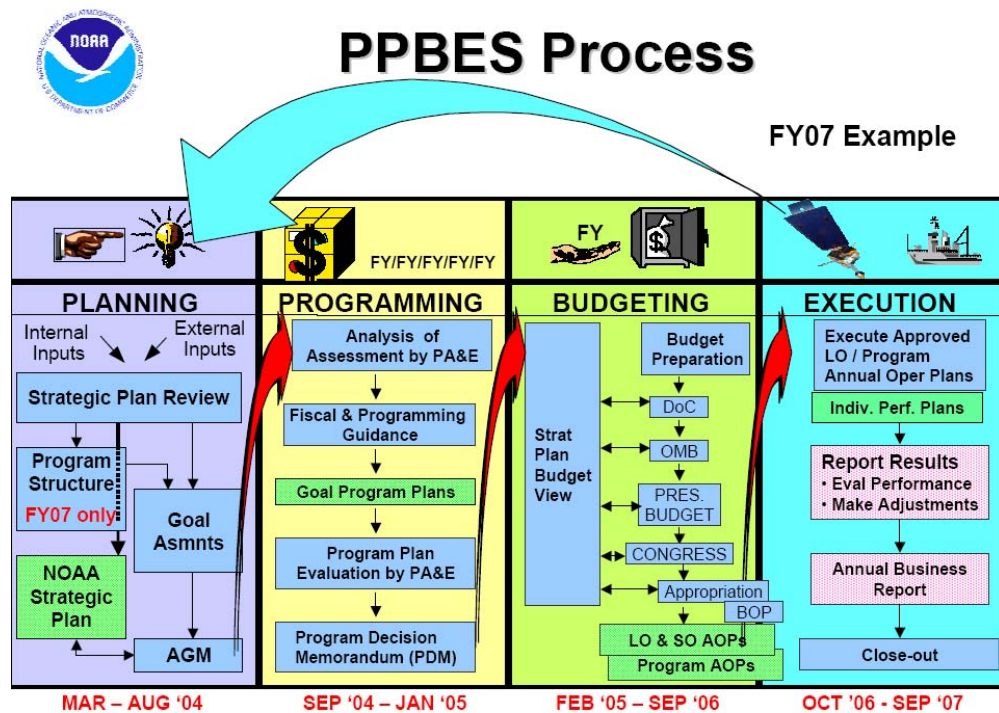 NATIONAL OCEANIC AND ATMOSPHERIC ADMINISTRATION
NOAA
U.S. DEPARTMENT OF COMMERCE
PPBES Process
FY07 Example
$
FY/FY/FY/FY/FY
FY
$
PLANNING
Internal
Inputs
External
Inputs
Strategic Plan Review
Program
Structure
FY07 only
Goal
Asmnts
NOAA
Strategic
Plan
AGM
MAR – AUG ‘04
PROGRAMMING
Analysis of
Assessment by PA&E
Fiscal & Programming
Guidance
Goal Program Plans
Program Plan
Evaluation by PA&E
Program Decision
Memorandum (PDM)
SEP ‘04 – JAN ‘05
BUDGETING
Strat
Plan
Budget
View
Budget
Preparation
DoC
OMB
PRES.
BUDGET
CONGRESS
Appropriation
BOP
LO & SO AOPs
Program AOPs
FEB ‘05 – SEP ‘06
EXECUTION
Execute Approved
LO / Program
Annual Oper Plans
Indiv. Perf. Plans
Report Results
• Eval Performance
• Make Adjustments
Annual Business
Report
Close-out
OCT ’06 - SEP ‘07